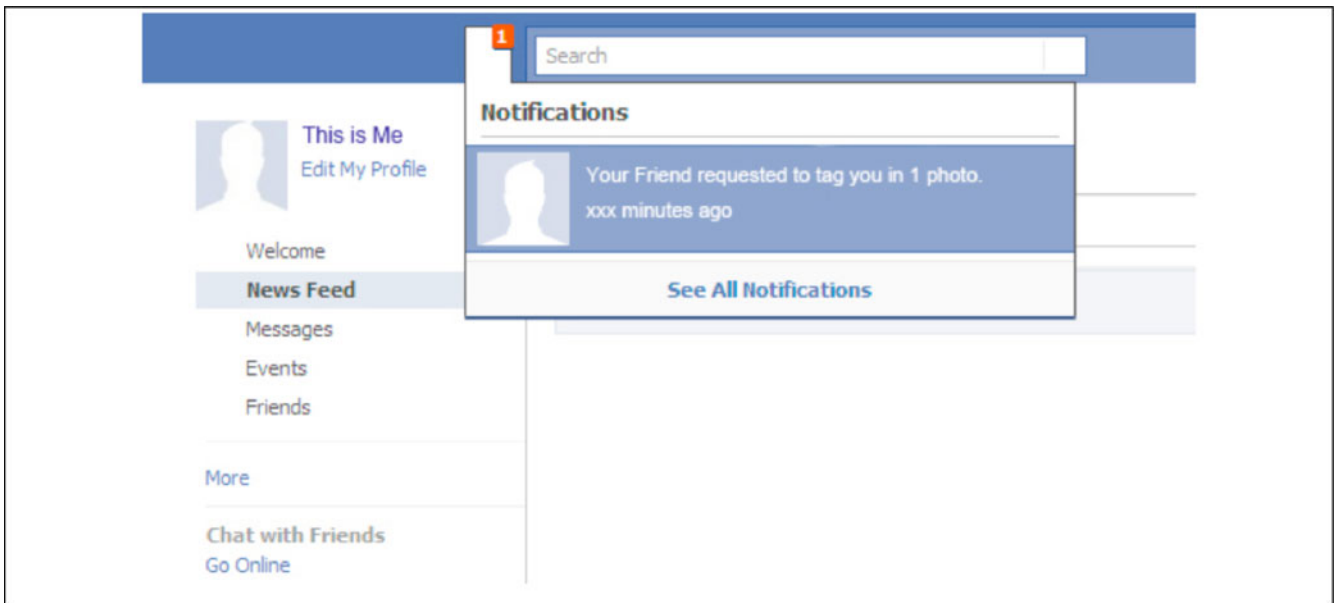 1
Search
Notifications
This is Me
Edit My Profile
Your Friend requested to tag you in 1 photo.
xxx minutes ago
See All Notifications
Welcome
News Feed
Messages
Events
Friends
More
Chat with Friends
Go Online